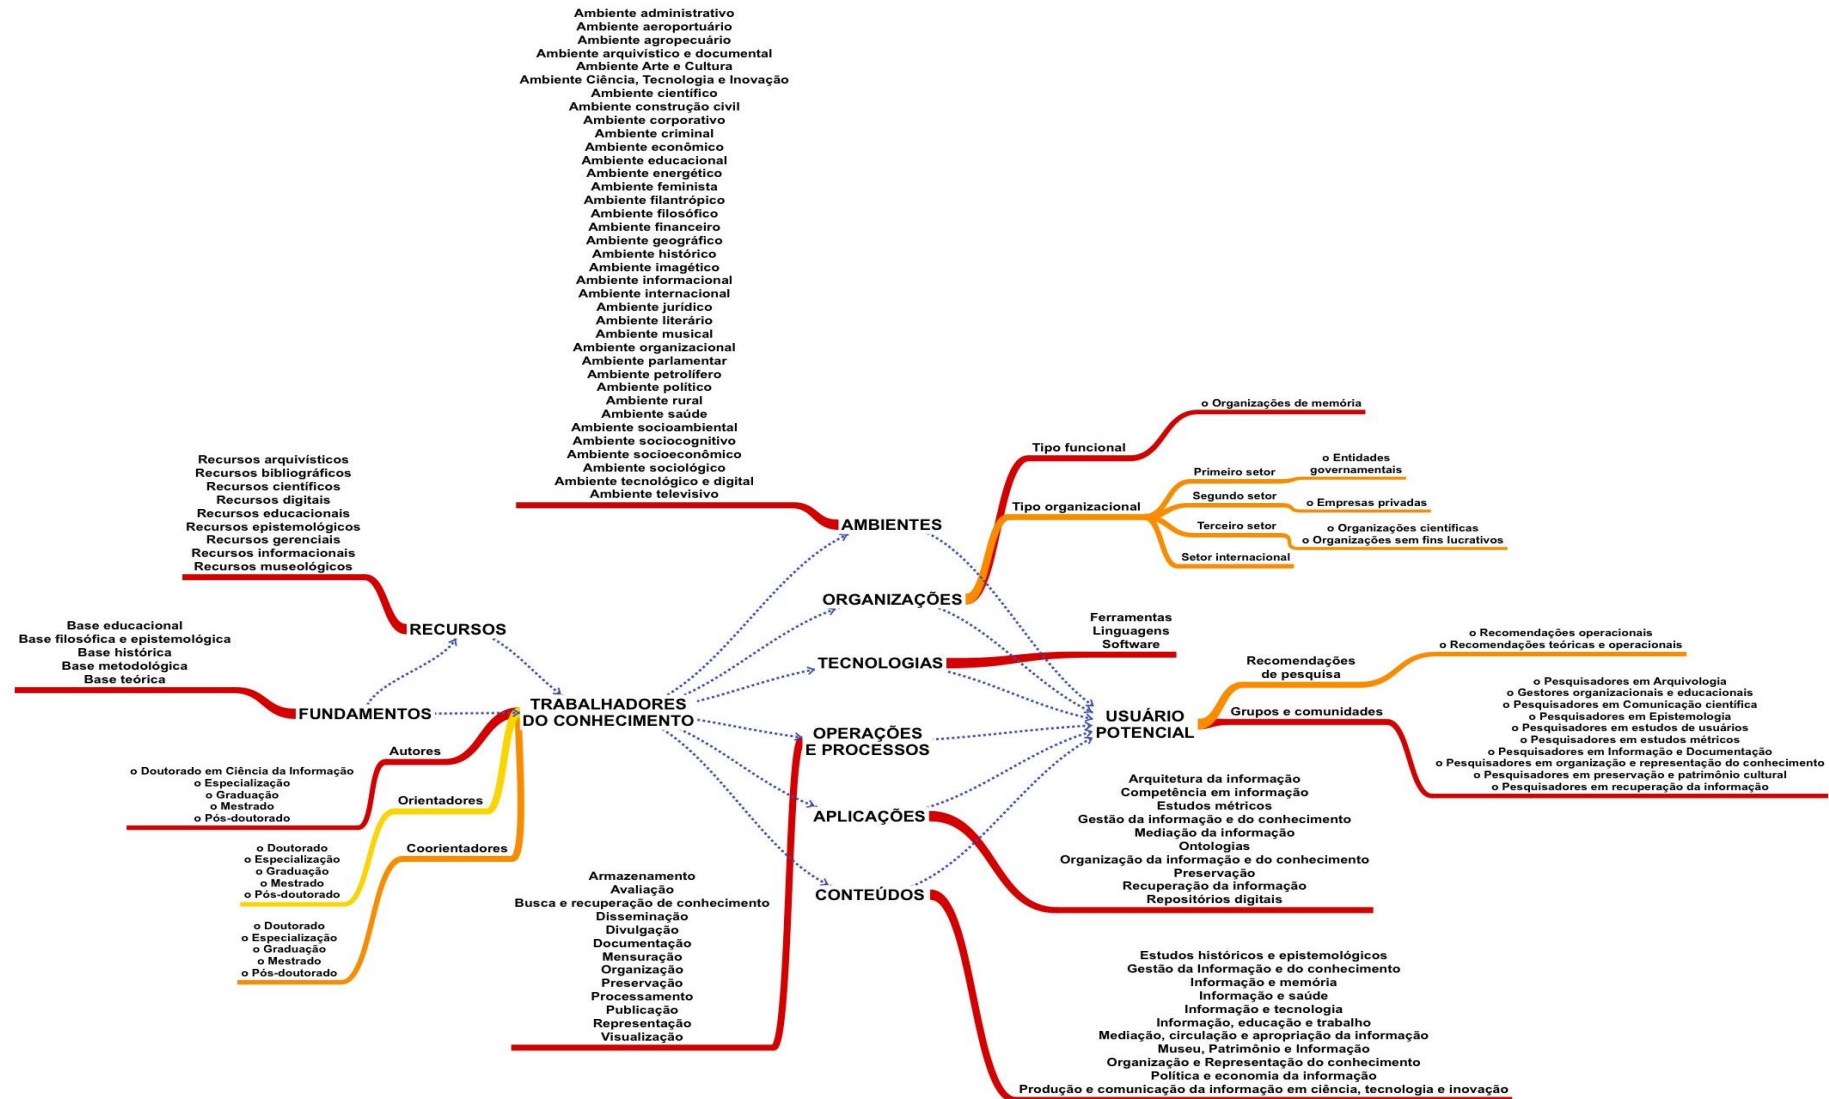 Ambiente administrativo
Ambiente aeroportuário
Ambiente agropecuário
Ambiente arquivístico e documental
Ambiente Arte e Cultura
Ambiente Ciência, Tecnologia e Inovação
Ambiente científico
Ambiente construção civil
Ambiente corporativo
Ambiente criminal
Ambiente econômico
Ambiente educacional
Ambiente energético
Ambiente feminista
Ambiente filantrópico
Ambiente filosófico
Ambiente financeiro
Ambiente geográfico
Ambiente histórico
Ambiente imagético
Ambiente informacional
Ambiente internacional
Ambiente jurídico
Ambiente literário
Ambiente musical
Ambiente organizacional
Ambiente parlamentar
Ambiente petrolífero
Ambiente político
Ambiente rural
Ambiente saúde
Ambiente socioambiental
Ambiente sociocognitivo
Ambiente socioeconômico
Ambiente sociológico
Ambiente tecnológico e digital
Ambiente televisivo
AMBIENTES
Recursos arquivísticos
Recursos bibliográficos
Recursos científicos
Recursos digitais
Recursos educacionais
Recursos epistemológicos
Recursos gerenciais
Recursos informacionais
Recursos museológicos
RECURSOS
Base educacional
Base filosófica e epistemológica
Base histórica
Base metodológica
Base teórica
FUNDAMENTOS
TRABALHADORES
DO CONHECIMENTO
Autores
o Doutorado em Ciência da Informação
o Especialização
o Graduação
o Mestrado
o Pós-doutorado
Orientadores
o Doutorado
o Especialização
o Graduação
o Mestrado
o Pós-doutorado
Coorientadores
o Doutorado
o Especialização
o Graduação
o Mestrado
o Pós-doutorado
ORGANIZAÇÕES
Tipo funcional
o Organizações de memória
Tipo organizacional
Primeiro setor
o Entidades
governamentais
Segundo setor
o Empresas privadas
Terceiro setor
o Organizações científicas
o Organizações sem fins lucrativos
Setor internacional
TECNOLOGIAS
Ferramentas
Linguagens
Software
OPERAÇÕES
E PROCESSOS
Armazenamento
Avaliação
Busca e recuperação de conhecimento
Disseminação
Divulgação
Documentação
Mensuração
Organização
Preservação
Processamento
Publicação
Representação
Visualização
APLICAÇÕES
Arquitetura da informação
Competência em informação
Estudos métricos
Gestão da informação e do conhecimento
Mediação da informação
Ontologias
Organização da informação e do conhecimento
Preservação
Recuperação da informação
Repositórios digitais
CONTEÚDOS
Estudos históricos e epistemológicos
Gestão da Informação e do conhecimento
Informação e memória
Informação e saúde
Informação e tecnologia
Informação, educação e trabalho
Mediação, circulação e apropriação da informação
Museu, Patrimônio e Informação
Organização e Representação do conhecimento
Política e economia da informação
Produção e comunicação da informação em ciência, tecnologia e inovação
USUÁRIO
POTENCIAL
Recomendações
de pesquisa
o Recomendações operacionais
o Recomendações teóricas e operacionais
Grupos e comunidades
o Pesquisadores em Arquivologia
o Gestores organizacionais e educacionais
o Pesquisadores em Comunicação científica
o Pesquisadores em Epistemologia
o Pesquisadores em estudos de usuários
o Pesquisadores em estudos métricos
o Pesquisadores em Informação e Documentação
o Pesquisadores em organização e representação do conhecimento
o Pesquisadores em preservação e patrimônio cultural
o Pesquisadores em recuperação da informação